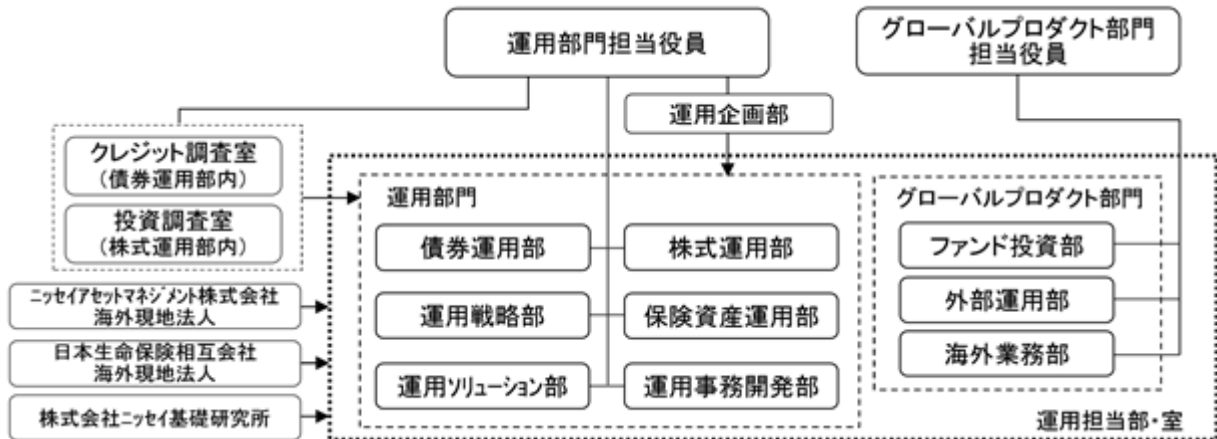 運用部門担当役員
グローバルプロダクト部門
担当役員
運用企画部
クレジット調査室
(債券運用部内)
投資調査室
(株式運用部内)
運用部門
債券運用部
株式運用部
運用戦略部
保険資産運用部
運用ソリューション部
運用事務開発部
グローバルプロダクト部門
ファンド投資部
外部運用部
海外業務部
ニッセイアセットマネジメント株式会社
海外現地法人
日本生命保険相互会社
海外現地法人
株式会社ニッセイ基礎研究所
運用担当部・室